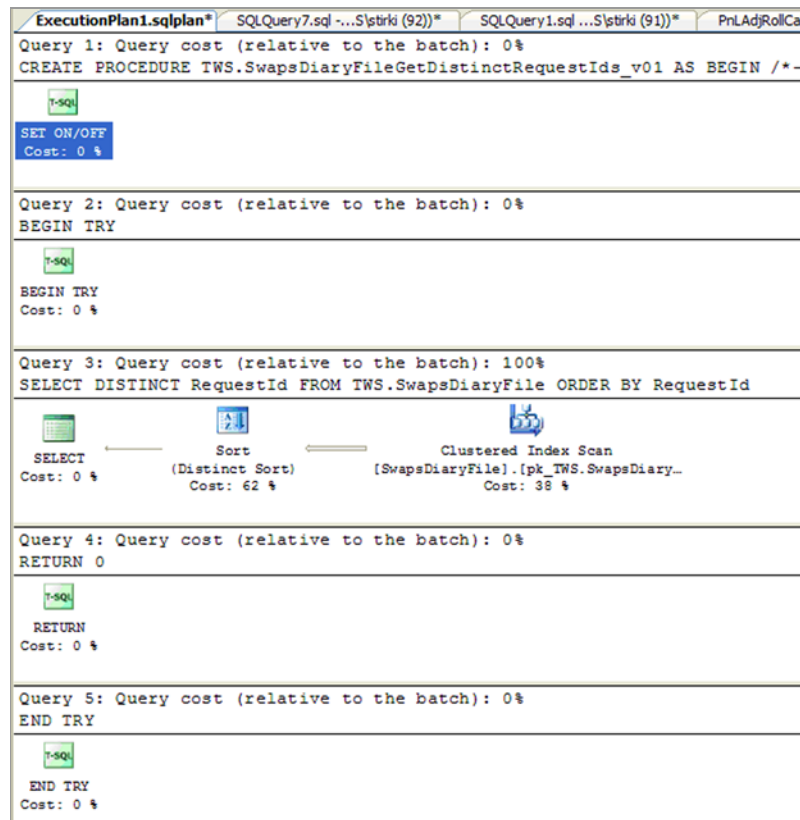 ExecutionPlan1.sqlplan* SQLQuery7.sql -...S\stirki (92))* SQLQuery1.sql ...S\stirki (91))* PnLAdjRollCa
Query 1: Query cost (relative to the batch): 0%
CREATE PROCEDURE TWS.SwapsDiaryFileGetDistinctRequestIds_v01 AS BEGIN /*-
T-SQL
SET ON/OFF
Cost: 0 %
Query 2: Query cost (relative to the batch): 0%
BEGIN TRY
T-SQL
BEGIN TRY
Cost: 0 %
Query 3: Query cost (relative to the batch): 100%
SELECT DISTINCT RequestId FROM TWS.SwapsDiaryFile ORDER BY RequestId
SELECT
Cost: 0 %
A
Z
Sort
(Distinct Sort)
Cost: 62 %
Clustered Index Scan
[SwapsDiaryFile].[pk_TWS.SwapsDiary…
Cost: 38 %
Query 4: Query cost (relative to the batch): 0%
RETURN 0
T-SQL
RETURN
Cost: 0 %
Query 5: Query cost (relative to the batch): 0%
END TRY
T-SQL
END TRY
Cost: 0 %